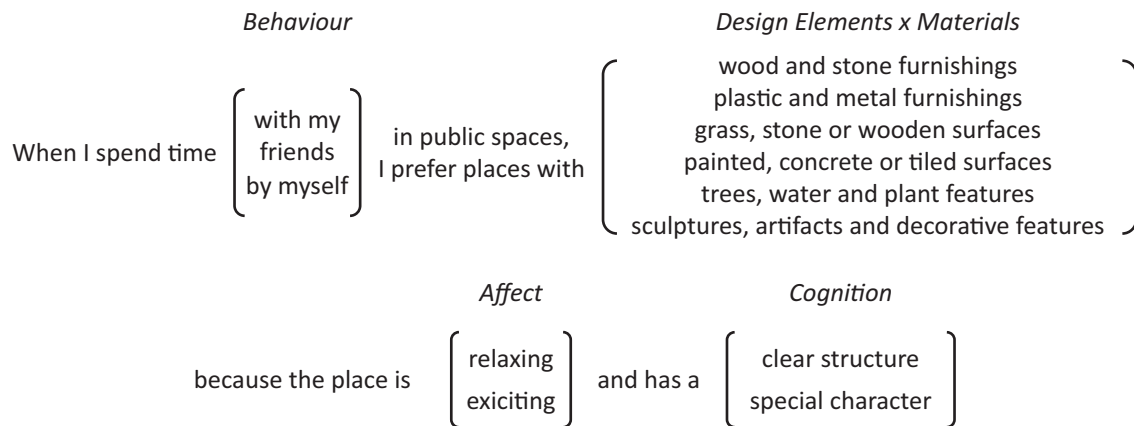 Behaviour
Design Elements x Materials
When I spend time
with my
friends
by myself
in public spaces,
I prefer places with
wood and stone furnishings
plastic and metal furnishings
grass, stone or wooden surfaces
painted, concrete or tiled surfaces
trees, water and plant features
sculptures, artifacts and decorative features
Affect
Cognition
because the place is
relaxing
exiciting
and has a
clear structure
special character